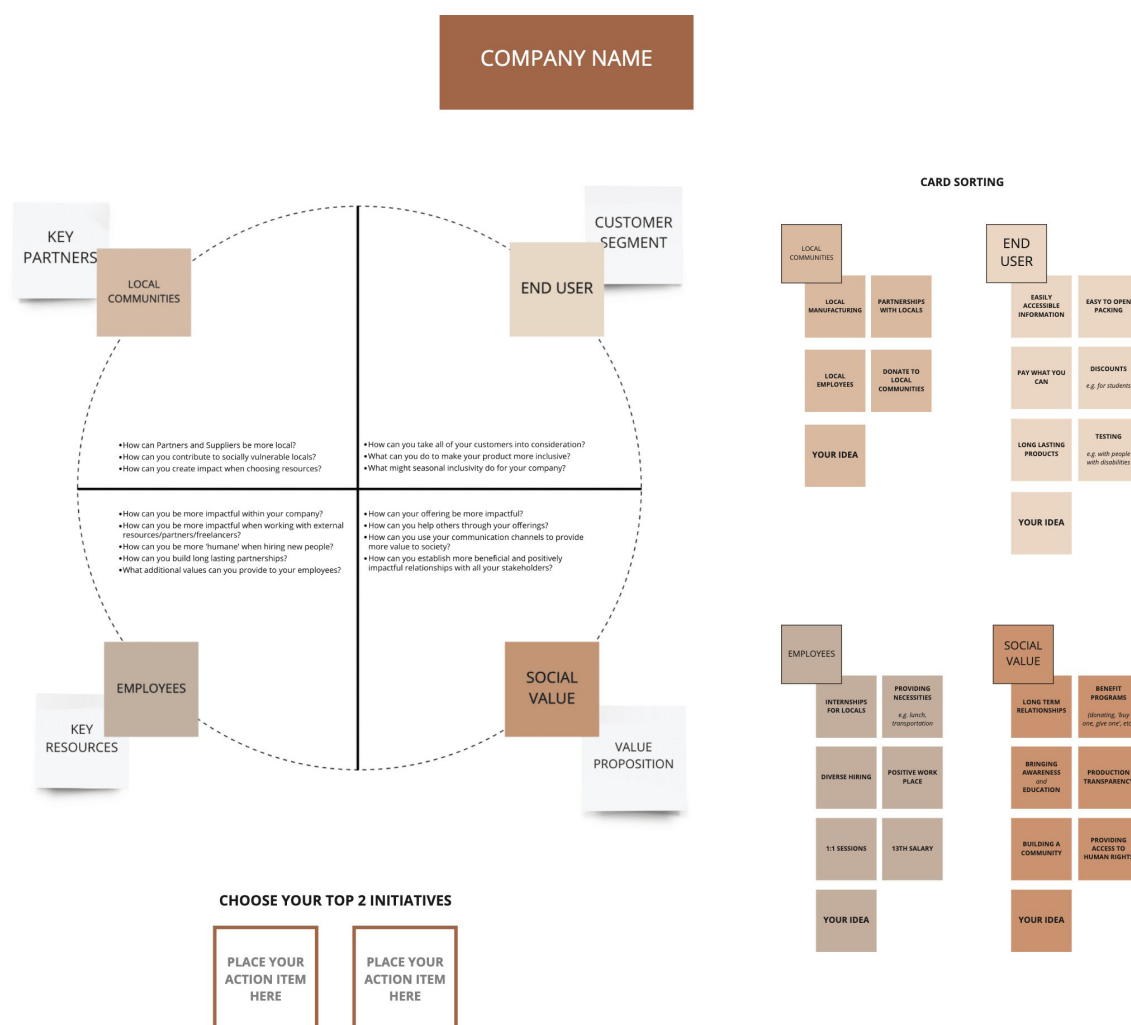 COMPANY NAME
KEY
PARTNERS
LOCAL
COMMUNITIES
CUSTOMER
SEGMENT
END USER
•How can Partners and Suppliers be more local?
•How can you contribute to socially vulnerable locals?
•How can you create impact when choosing resources?
•How can you take all of your customers into consideration?
•What can you do to make your product more inclusive?
•What might seasonal inclusivity do for your company?
•How can you be more impactful within your company?
•How can you be more impactful when working with external
resources/partners/freelancers?
•How can you be more 'humane' when hiring new people?
•How can you build long lasting partnerships?
•What additional values can you provide to your employees?
•How can your offering be more impactful?
•How can your help others through your offerings?
•How can you use your communication channels to provide
more value to society?
•How can you establish more beneficial and positively
impactful relationships with all your stakeholders?
EMPLOYEES
KEY
RESOURCES
SOCIAL
VALUE
VALUE
PROPOSITION
CHOOSE YOUR TOP 2 INITIATIVES
PLACE YOUR
ACTION ITEM
HERE
PLACE YOUR
ACTION ITEM
HERE
CARD SORTING
LOCAL
COMMUNITIES
LOCAL
MANUFACTURING
PARTNERSHIPS
WITH LOCALS
LOCAL
EMPLOYEES
DONATE TO
LOCAL
COMMUNITIES
YOUR IDEA
END
USER
EASILY
ACCESSIBLE
INFORMATION
EASY TO OPEN
PACKING
PAY WHAT YOU
CAN
DISCOUNTS
e.g. for students
LONG LASTING
PRODUCTS
TESTING
e.g. with people
with disabilities
YOUR IDEA
EMPLOYEES
INTERNSHIPS
FOR LOCALS
PROVIDING
NECESSITIES
e.g. lunch,
transportation
DIVERSE HIRING
POSITIVE WORK
PLACE
1:1 SESSIONS
13TH SALARY
YOUR IDEA
SOCIAL
VALUE
LONG TERM
RELATIONSHIPS
BENEFIT
PROGRAMS
(donating, 'buy
one, give one', etc
BRINGING
AWARENESS
and
EDUCATION
PRODUCTION
TRANSPARENCY
BUILDING A
COMMUNITY
PROVIDING
ACCESS TO
HUMAN RIGHTS
YOUR IDEA